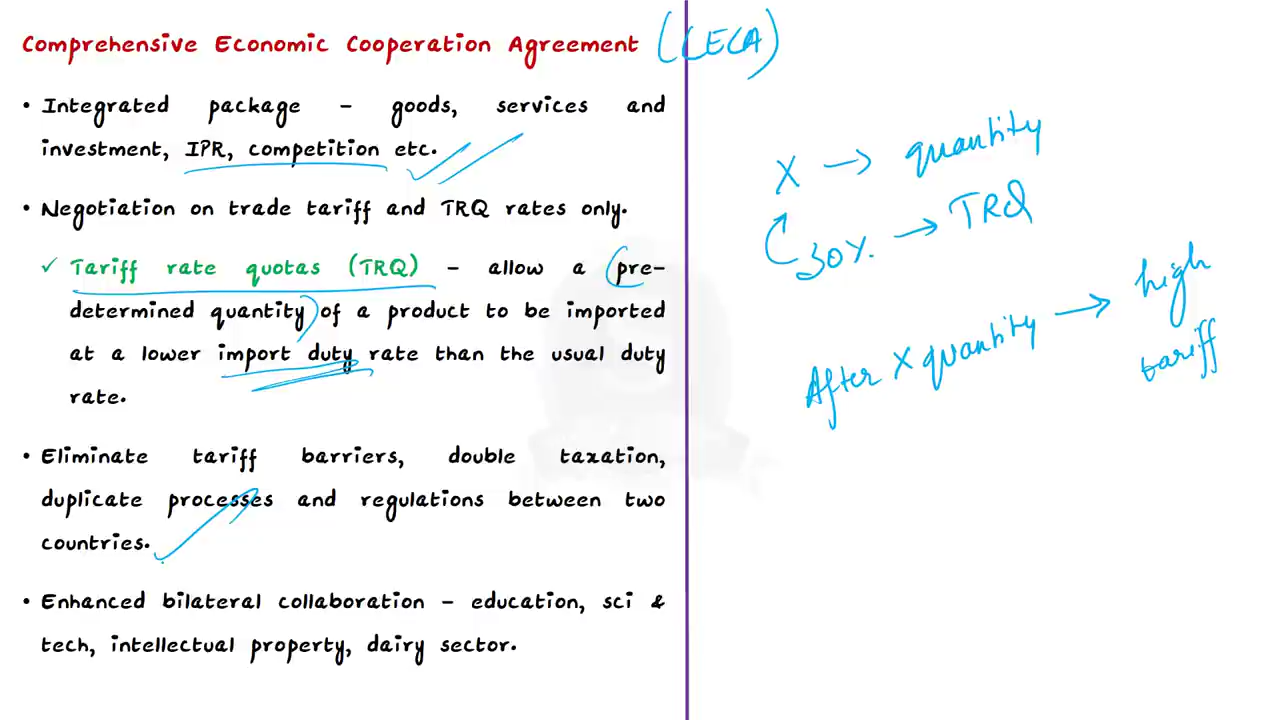 Comprehensive Economic Cooperation Agreement (CECA)
• Integrated package – goods, services and
investment, IPR, competition etc.
• Negotiation on trade tariff and TRQ rates only.
✓ Tariff rate quotas (TRQ) – allow a pre-
determined quantity of a product to be imported
at a lower import duty rate than the usual duty
rate.
• Eliminate tariff barriers, double taxation,
duplicate processes and regulations between two
countries.
• Enhanced bilateral collaboration – education, sci &
tech, intellectual property, dairy sector.
X → quantity
30% → TRQ
After X quantity → high
tariff